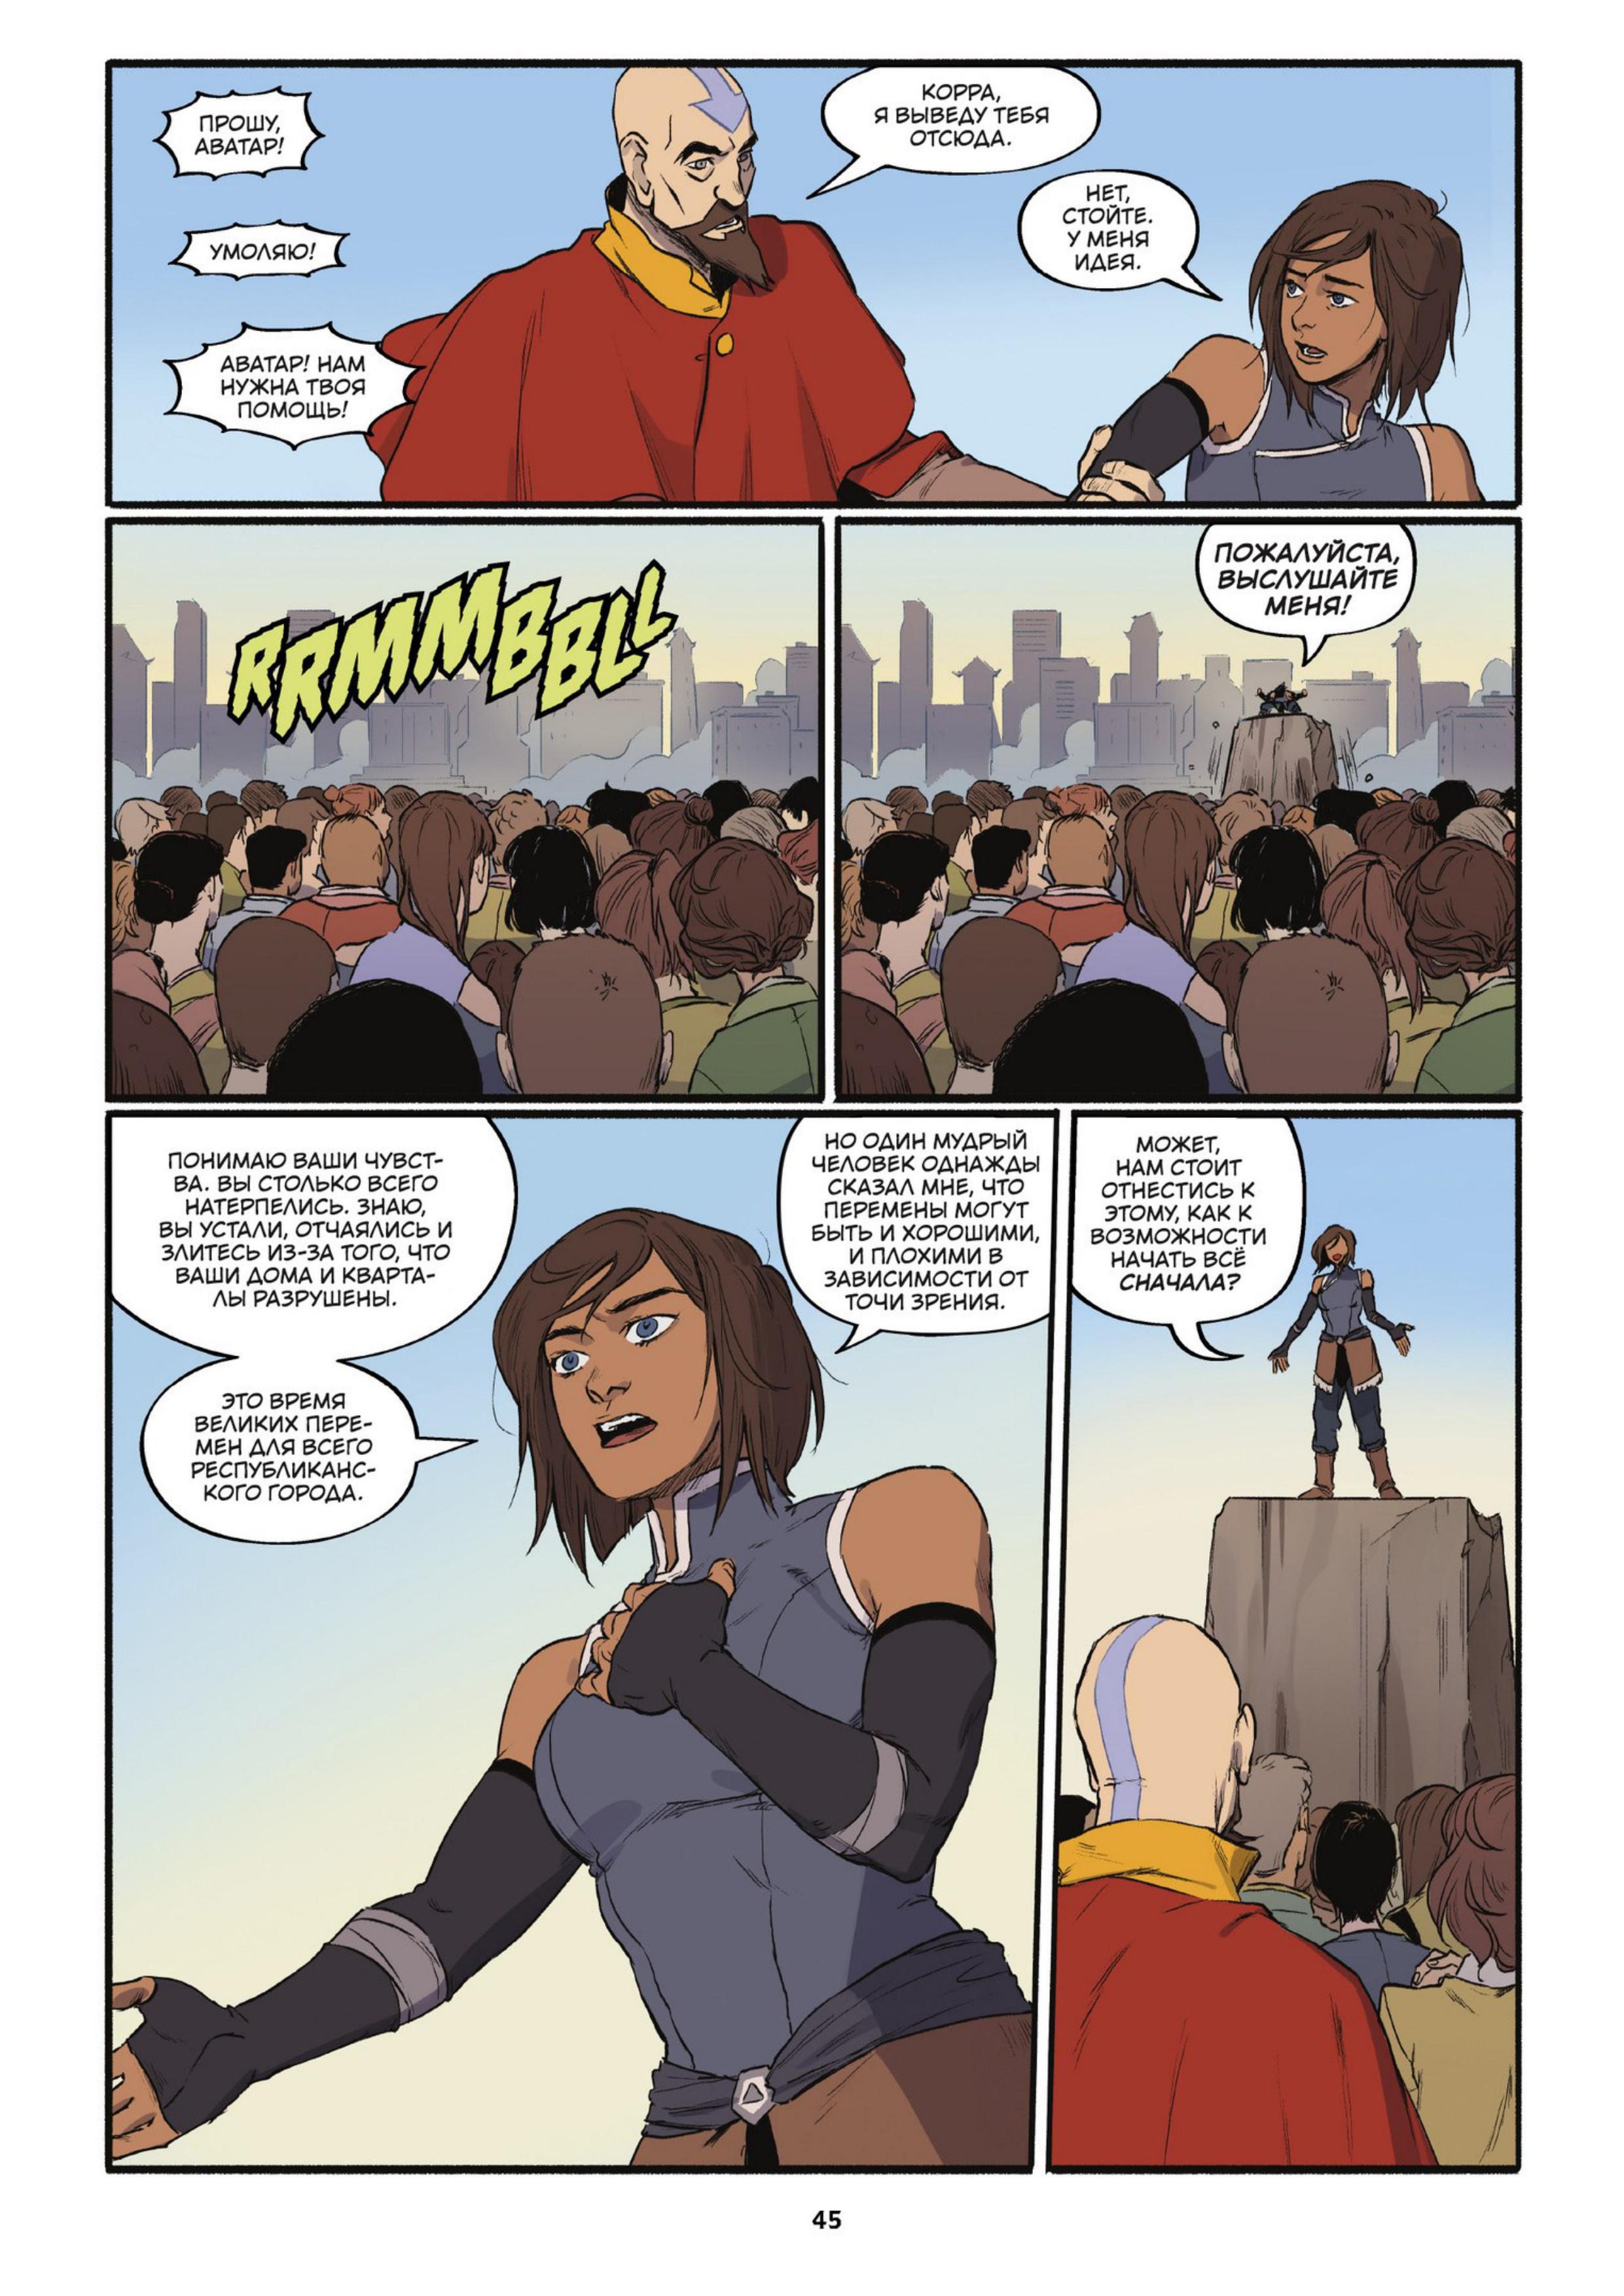 ПРОШУ,
АВАТАР!
УМОЛЯЮ!
АВАТАР! НАМ
НУЖНА ТВОЯ
ПОМОЩЬ!
КОРРА,
Я ВЫВЕДУ ТЕБЯ
ОТСЮДА.
НЕТ,
СТОЙТЕ.
У МЕНЯ
ИДЕЯ.
RRMMMBBLL
ПОЖАЛУЙСТА,
ВЫСЛУШАЙТЕ
МЕНЯ!
ПОНИМАЮ ВАШИ ЧУВСТ-
ВА. ВЫ СТОЛЬКО ВСЕГО
НАТЕРПЕЛИСЬ. ЗНАЮ,
ВЫ УСТАЛИ, ОТЧАЯЛИСЬ И
ЗЛИТЕСЬ ИЗ-ЗА ТОГО, ЧТО
ВАШИ ДОМА И КВАРТА-
ЛЫ РАЗРУШЕНЫ.
ЭТО ВРЕМЯ
ВЕЛИКИХ ПЕРЕ-
МЕН ДЛЯ ВСЕГО
РЕСПУБЛИКАНС-
КОГО ГОРОДА.
НО ОДИН МУДРЫЙ
ЧЕЛОВЕК ОДНАЖДЫ
СКАЗАЛ МНЕ, ЧТО
ПЕРЕМЕНЫ МОГУТ
БЫТЬ И ХОРОШИМИ,
И ПЛОХИМИ В
ЗАВИСИМОСТИ ОТ
ТОЧИ ЗРЕНИЯ.
МОЖЕТ,
НАМ СТОИТ
ОТНЕСТИСЬ К
ЭТОМУ, КАК К
ВОЗМОЖНОСТИ
НАЧАТЬ ВСЁ
СНАЧАЛА?
45